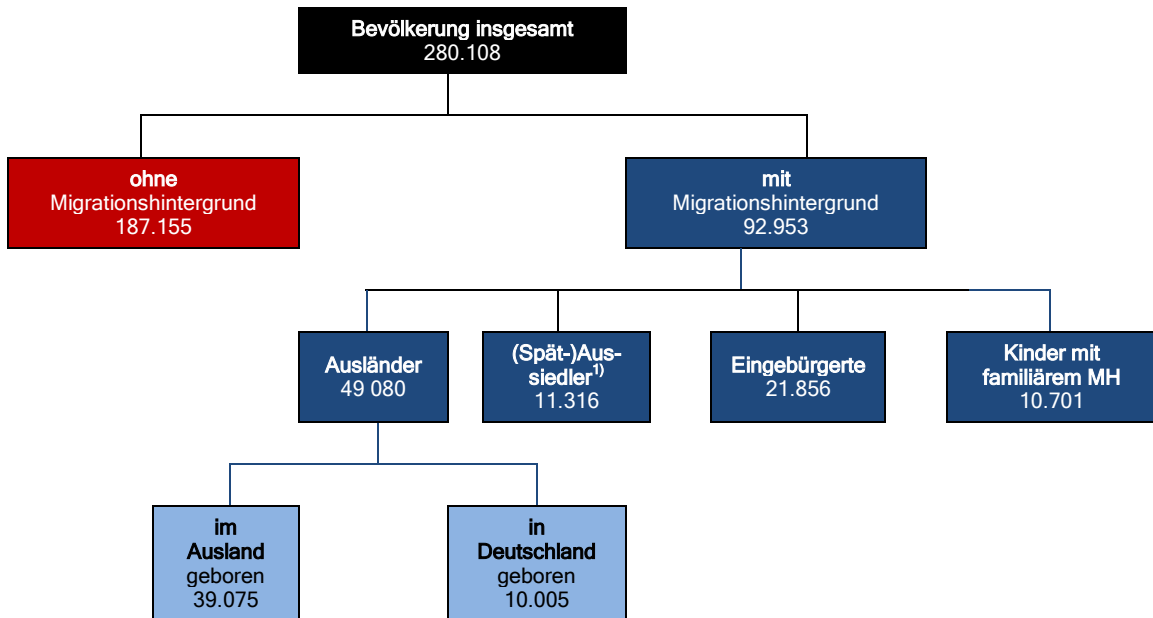 Bevölkerung insgesamt
280.108
ohne
Migrationshintergrund
187.155
mit
Migrationshintergrund
92.953
Ausländer
49 080
(Spät-)Aus-
siedler1)
11.316
Eingebürgerte
21.856
Kinder mit
familiärem MH
10.701
im
Ausland
geboren
39.075
in
Deutschland
geboren
10.005